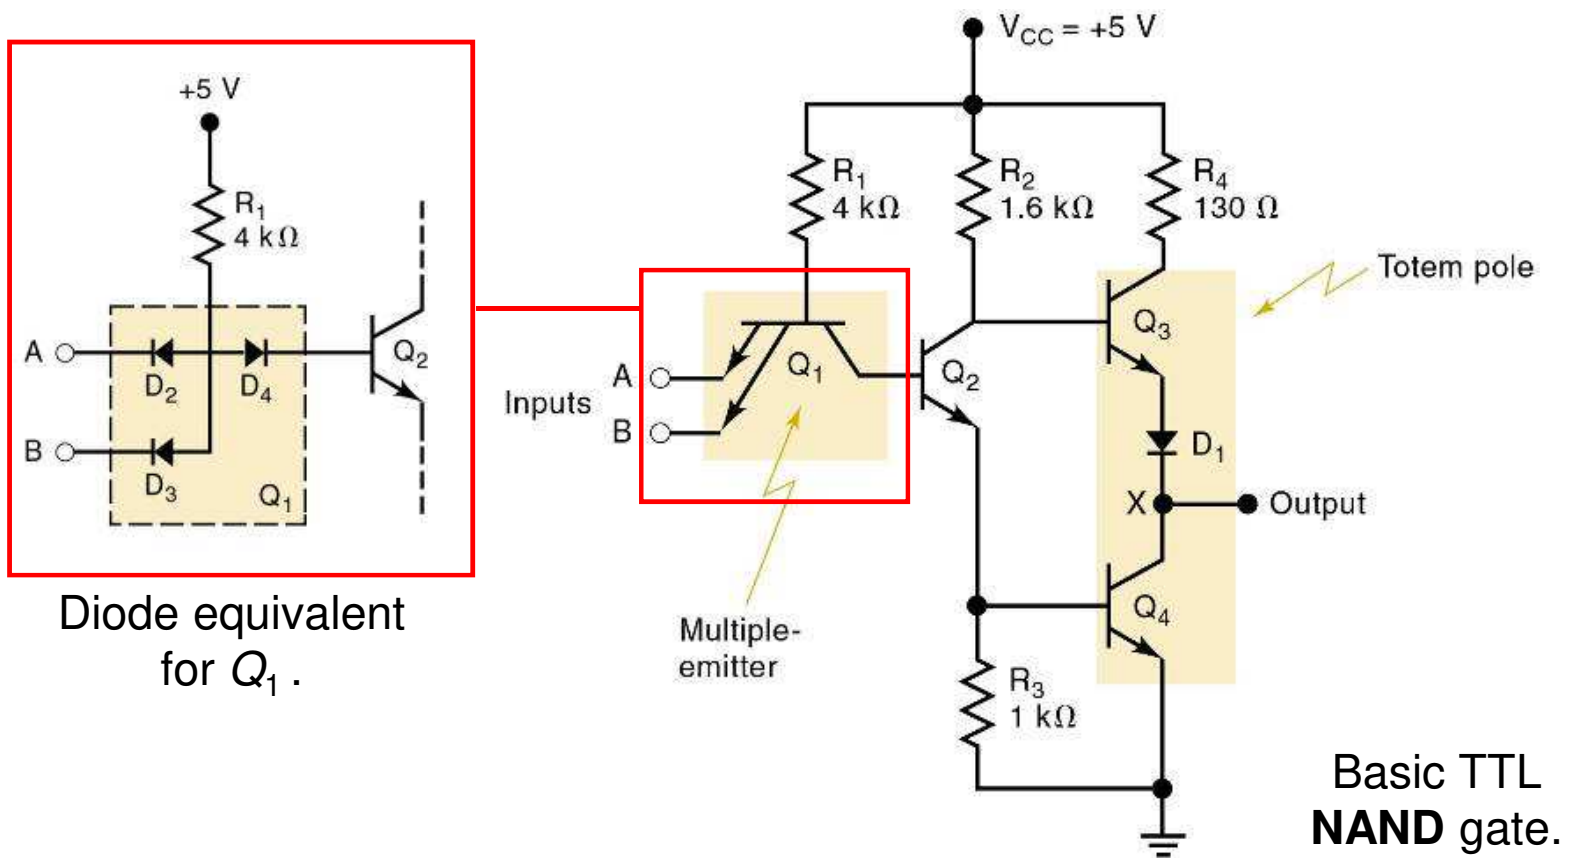 +5 V
R₁
4 kΩ
A
D₂
D₄
Q₂
B
D₃
Q₁
Diode equivalent
for Q₁ .
V_CC = +5 V
R₁
4 kΩ
R₂
1.6 kΩ
R₄
130 Ω
Totem pole
Inputs
A
B
Q₁
Q₂
Q₃
D₁
X
Output
Q₄
Multiple-
emitter
R₃
1 kΩ
Basic TTL
NAND gate.